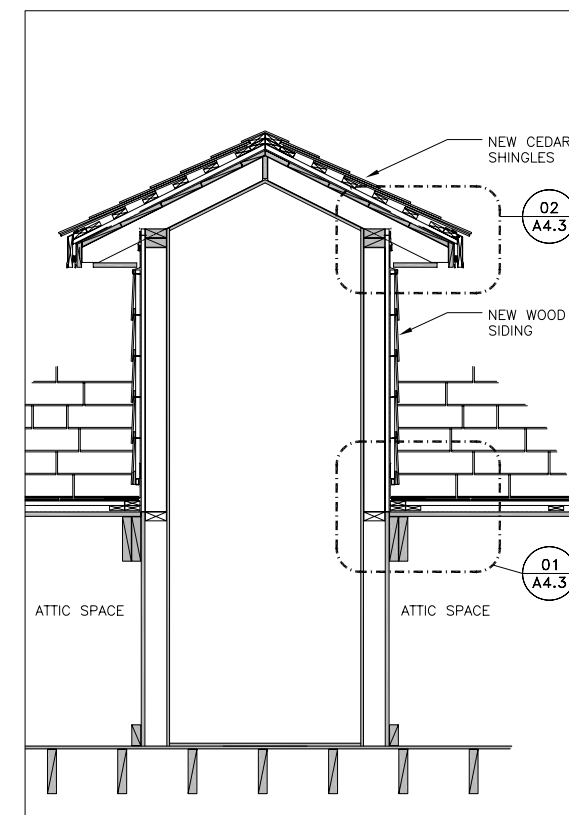 NEW CEDAR
SHINGLES
02
A4.3
NEW WOOD
SIDING
01
A4.3
ATTIC SPACE
ATTIC SPACE